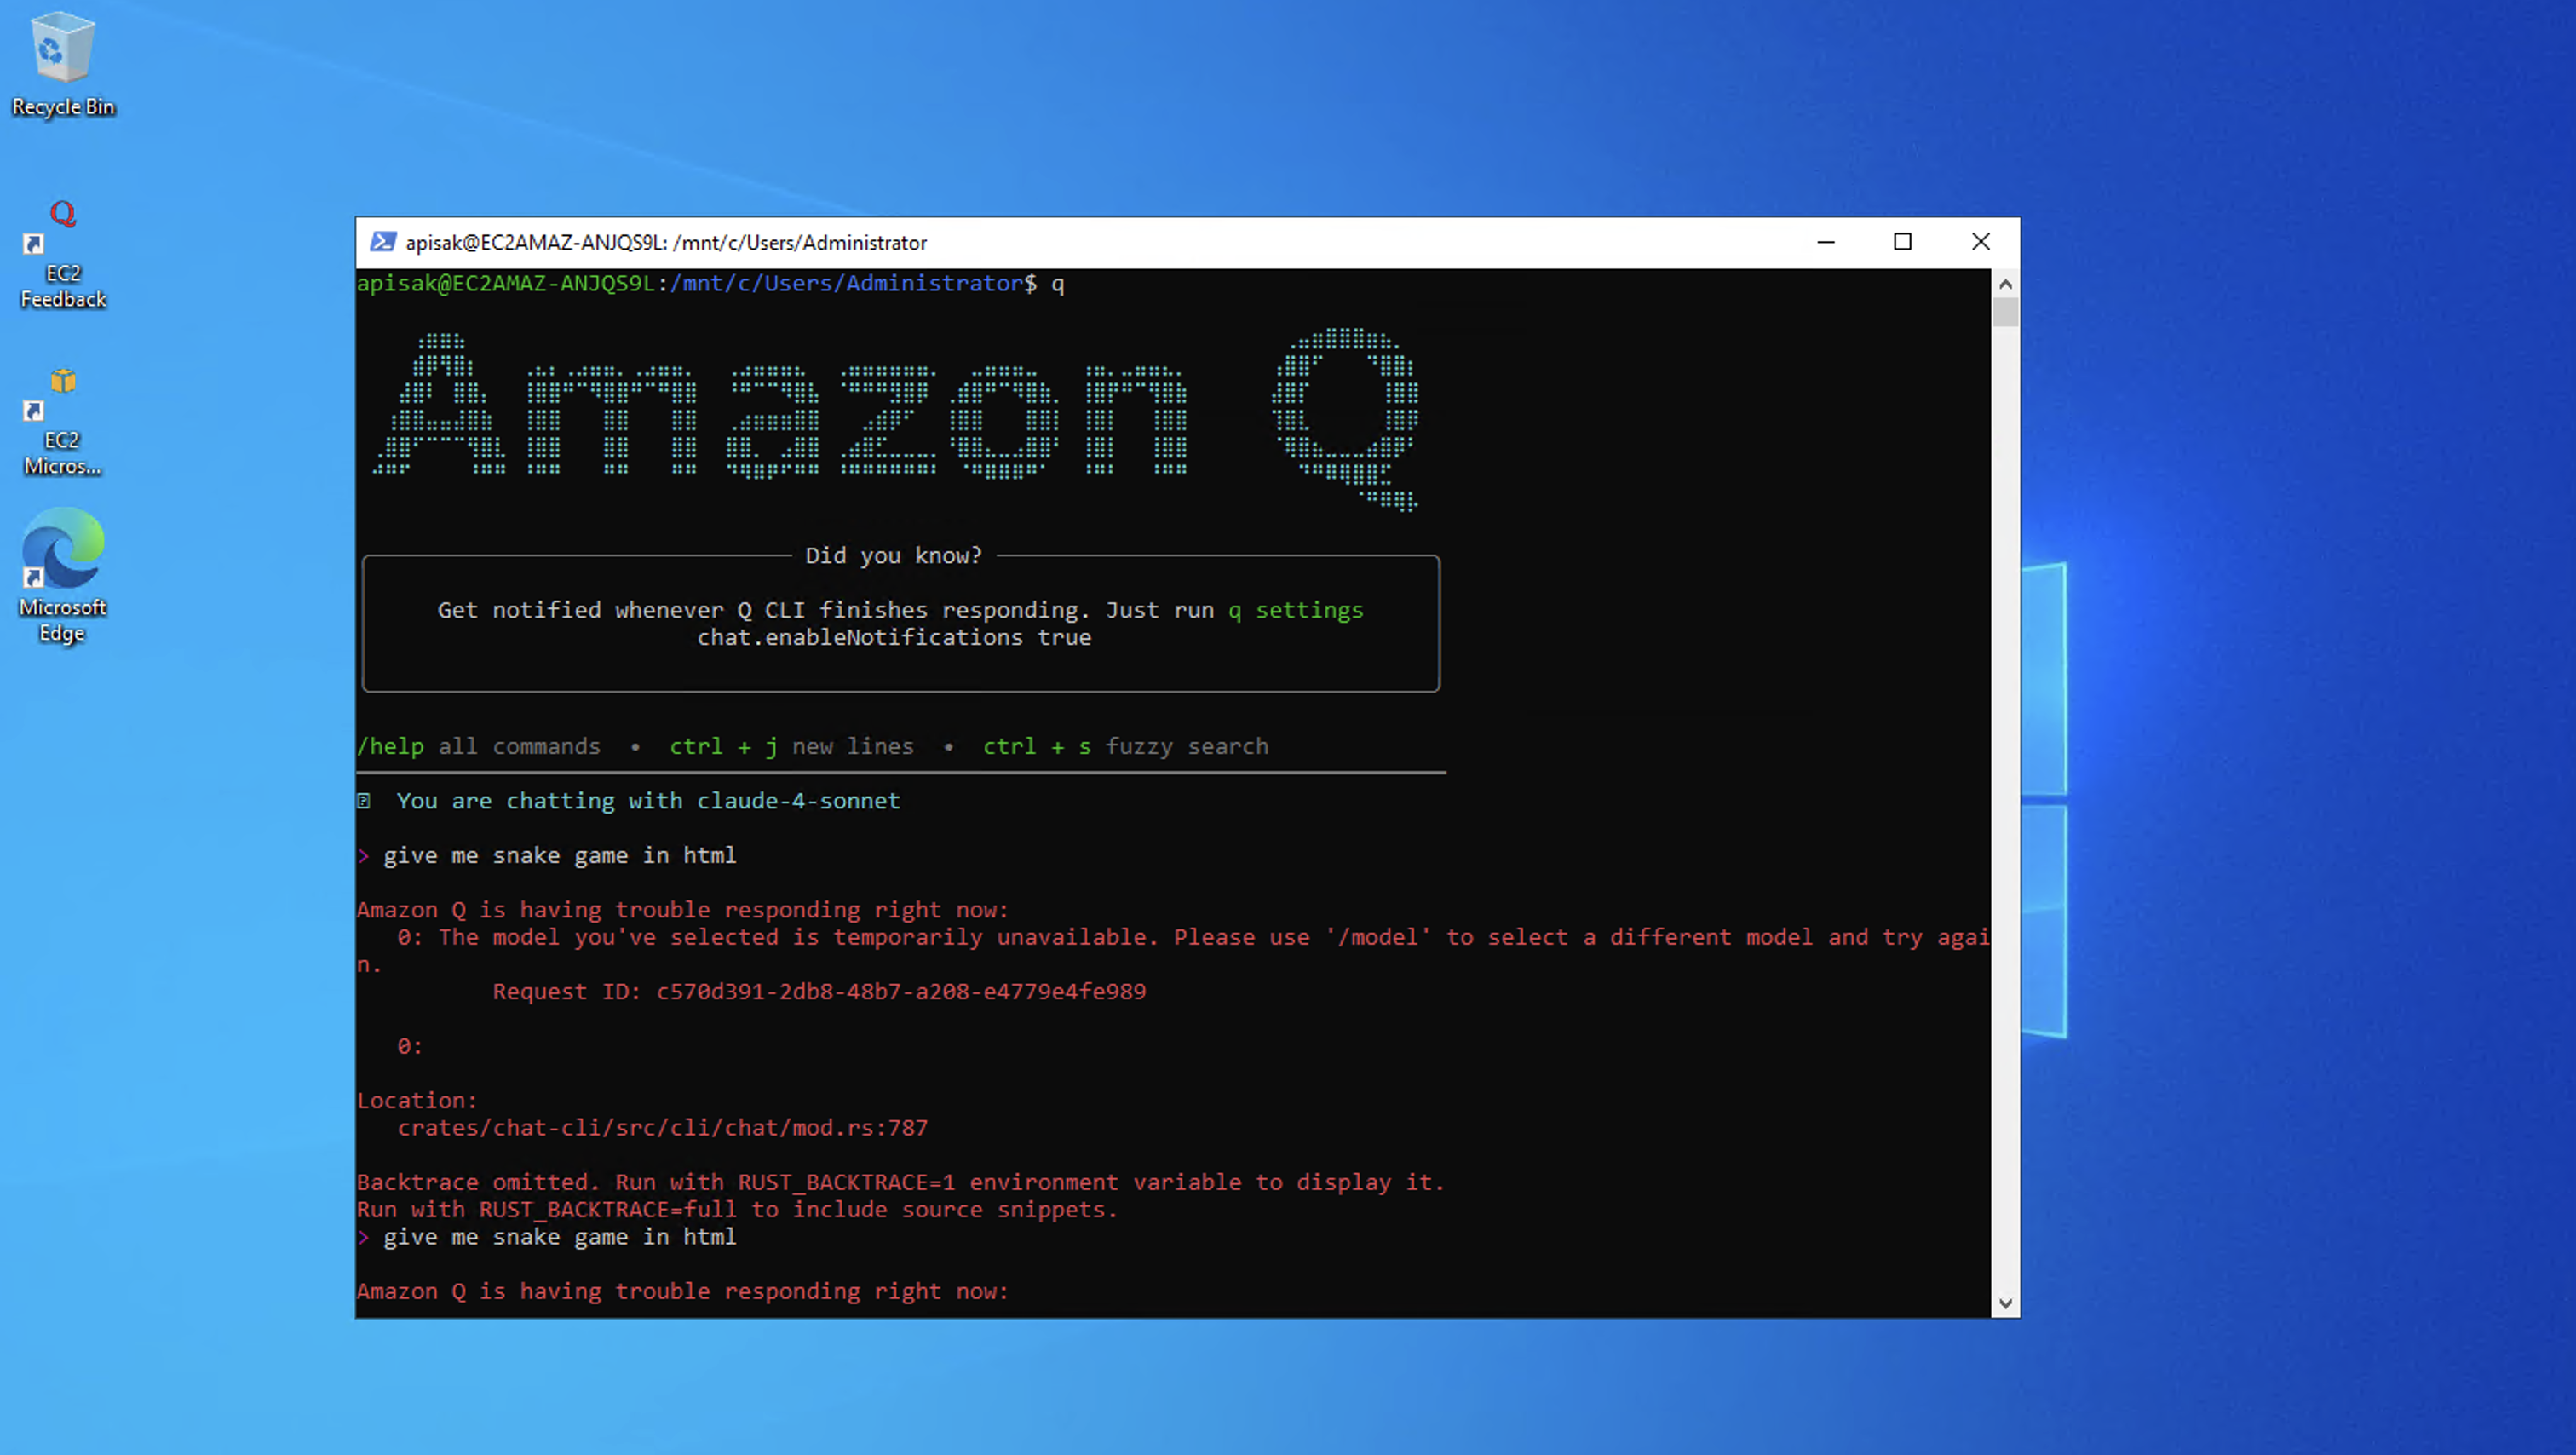 Recycle Bin
EC2
Feedback
EC2
Micros...
Microsoft
Edge
apisak@EC2AMAZ-ANJQS9L: /mnt/c/Users/Administrator
apisak@EC2AMAZ-ANJQS9L:/mnt/c/Users/Administrator$ q
Amazon Q
Did you know?
Get notified whenever Q CLI finishes responding. Just run q settings
chat.enableNotifications true
/help all commands • ctrl + j new lines • ctrl + s fuzzy search
You are chatting with claude-4-sonnet
> give me snake game in html
Amazon Q is having trouble responding right now:
0: The model you've selected is temporarily unavailable. Please use '/model' to select a different model and try agai
n.
Request ID: c570d391-2db8-48b7-a208-e4779e4fe989
0:
Location:
crates/chat-cli/src/cli/chat/mod.rs:787
Backtrace omitted. Run with RUST_BACKTRACE=1 environment variable to display it.
Run with RUST_BACKTRACE=full to include source snippets.
> give me snake game in html
Amazon Q is having trouble responding right now: